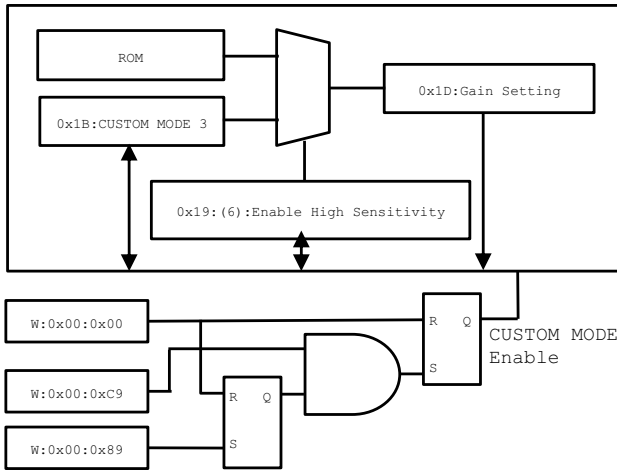 ROM
0x1D:Gain Setting
0x1B:CUSTOM MODE 3
0x19:(6):Enable High Sensitivity
W:0x00:0x00
R Q
CUSTOM MODE
Enable
S
W:0x00:0xC9
R Q
S
W:0x00:0x89